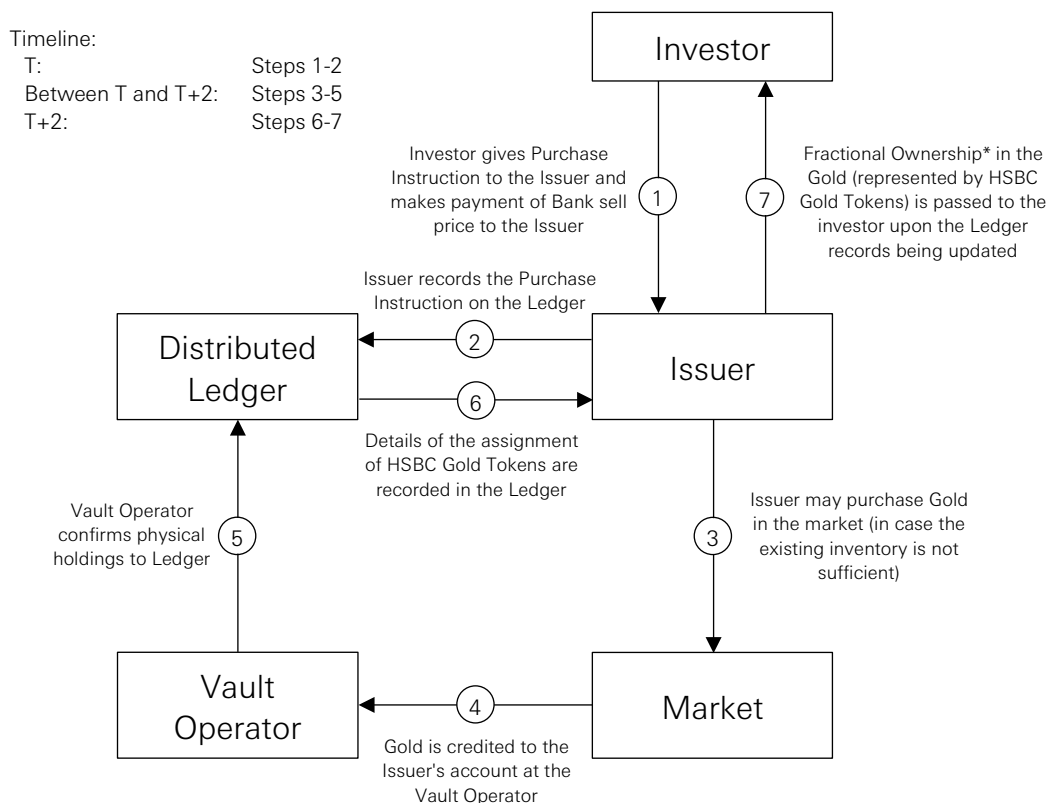 Timeline:
T: Steps 1-2
Between T and T+2: Steps 3-5
T+2: Steps 6-7
Investor
Investor gives Purchase
Instruction to the Issuer and
makes payment of Bank sell
price to the Issuer
1
7
Fractional Ownership* in the
Gold (represented by HSBC
Gold Tokens) is passed to the
investor upon the Ledger
records being updated
Issuer records the Purchase
Instruction on the Ledger
2
Distributed
Ledger
Issuer
6
Details of the assignment
of HSBC Gold Tokens are
recorded in the Ledger
Vault Operator
confirms physical
holdings to Ledger
5
3
Issuer may purchase Gold
in the market (in case the
existing inventory is not
sufficient)
Vault
Operator
4
Market
Gold is credited to the
Issuer's account at the
Vault Operator